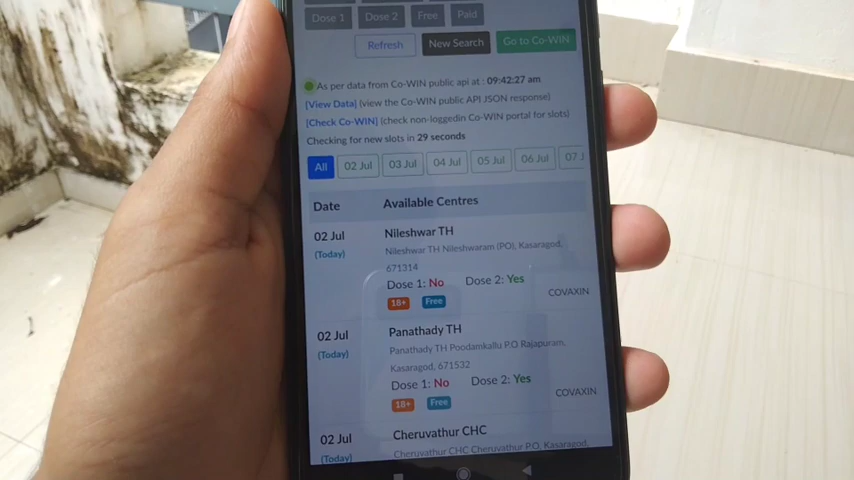 Dose 1 Dose 2 Free Paid
Refresh New Search Go to Co-WIN
As per data from Co-WIN public api at : 09:42:27 am
[View Data] (view the Co-WIN public API JSON response)
[Check Co-WIN] (check non-loggedin Co-WIN portal for slots)
Checking for new slots in 29 seconds
All 02 Jul 03 Jul 04 Jul 05 Jul 06 Jul 07 J
Date Available Centres
02 Jul Nileshwar TH
(Today) Nileshwar TH Nileshwaram (PO), Kasaragod,
671314
Dose 1: No Dose 2: Yes
18+ Free COVAXIN
02 Jul Panathady TH
(Today) Panathady TH Poodamkallu P.O Rajapuram,
Kasaragod, 671532
Dose 1: No Dose 2: Yes
18+ Free COVAXIN
02 Jul Cheruvathur CHC
(Today) Cheruvathur CHC Cheruvathur P.O, Kasaragod,